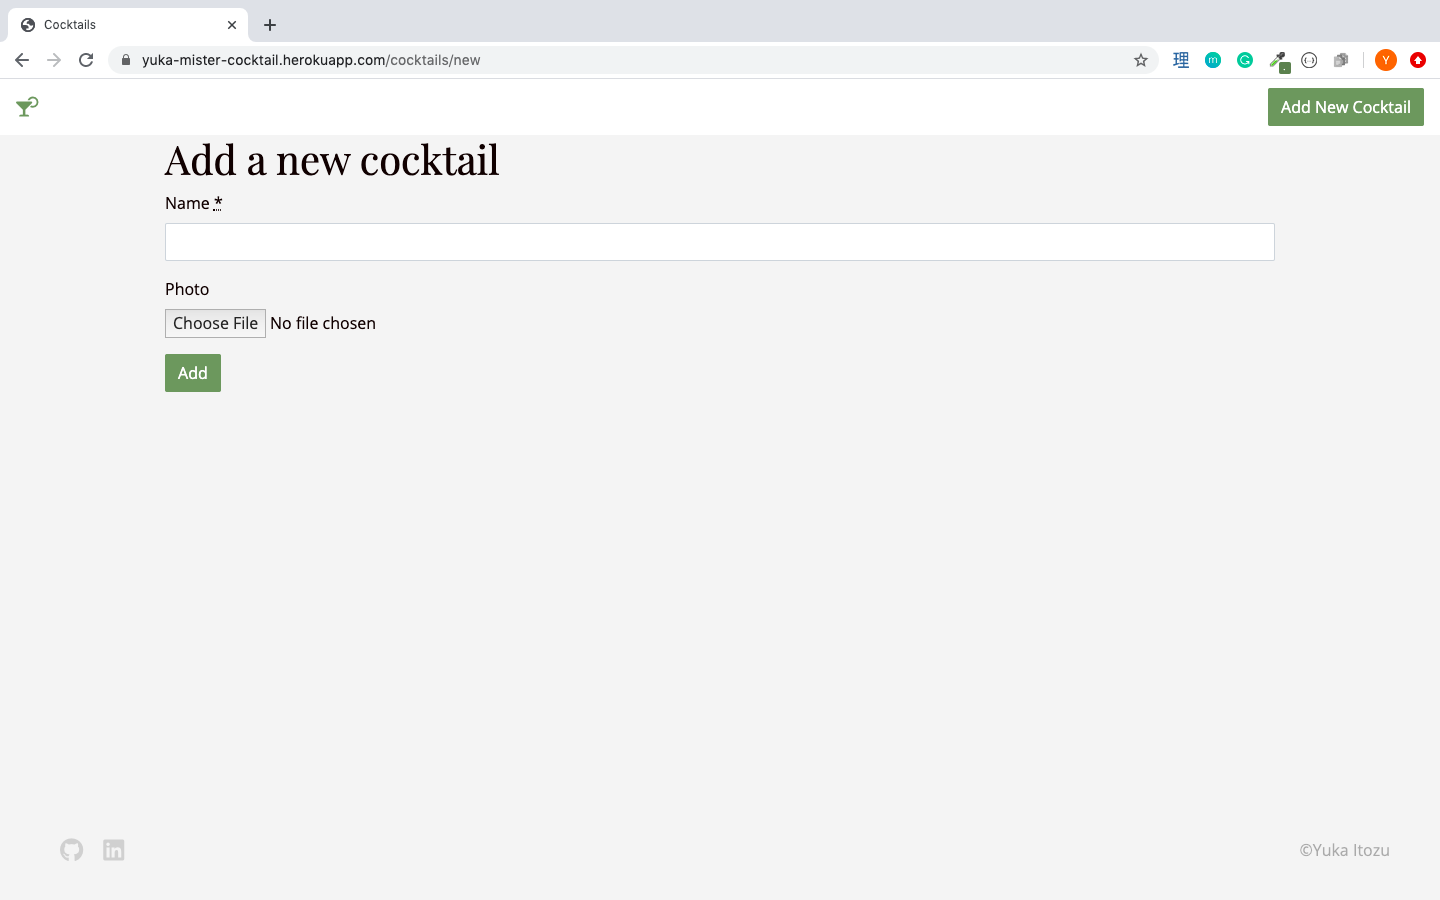 Cocktails
yuka-mister-cocktail.herokuapp.com/cocktails/new
理
m
G
Y
Add New Cocktail
Add a new cocktail
Name *
Photo
Choose File No file chosen
Add
in
©Yuka Itozu